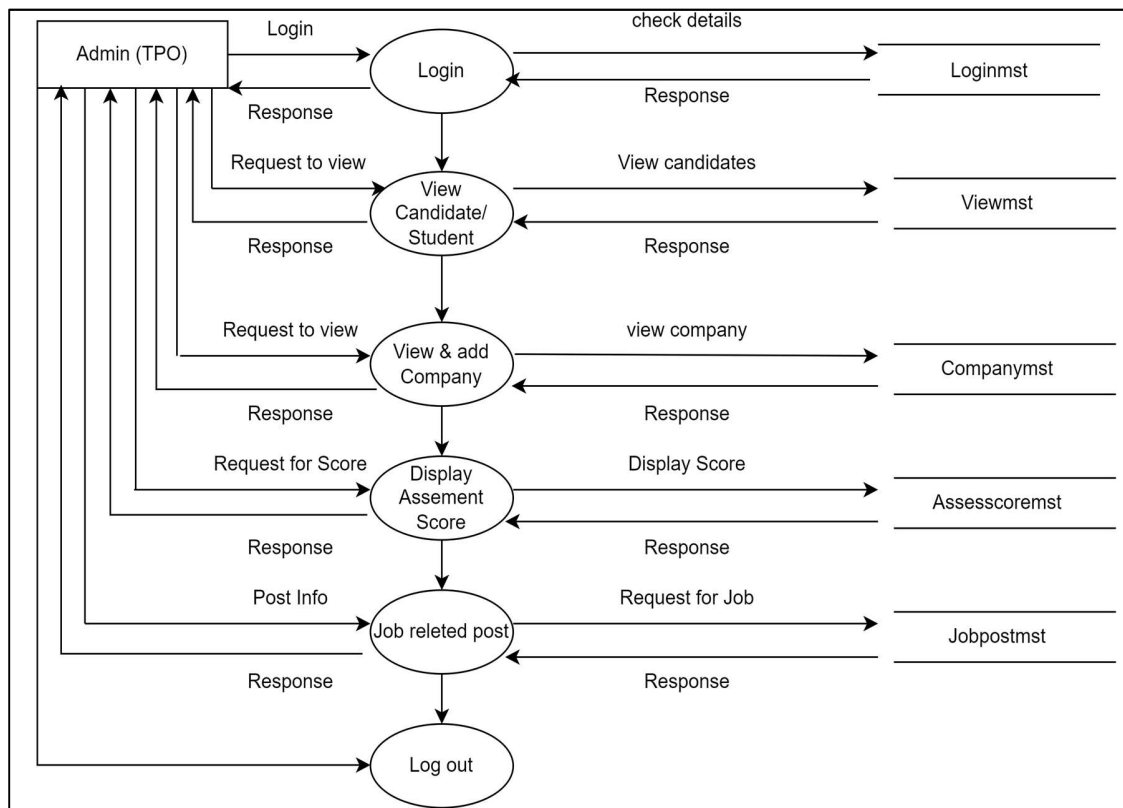 Login
check details
Admin (TPO)
Login
Loginmst
Response
Response
Request to view
View candidates
View
Candidate/
Student
Viewmst
Response
Response
Request to view
view company
View & add
Company
Companymst
Response
Response
Request for Score
Display Score
Display
Assement
Score
Assesscoremst
Response
Response
Post Info
Request for Job
Job releted post
Jobpostmst
Response
Response
Log out